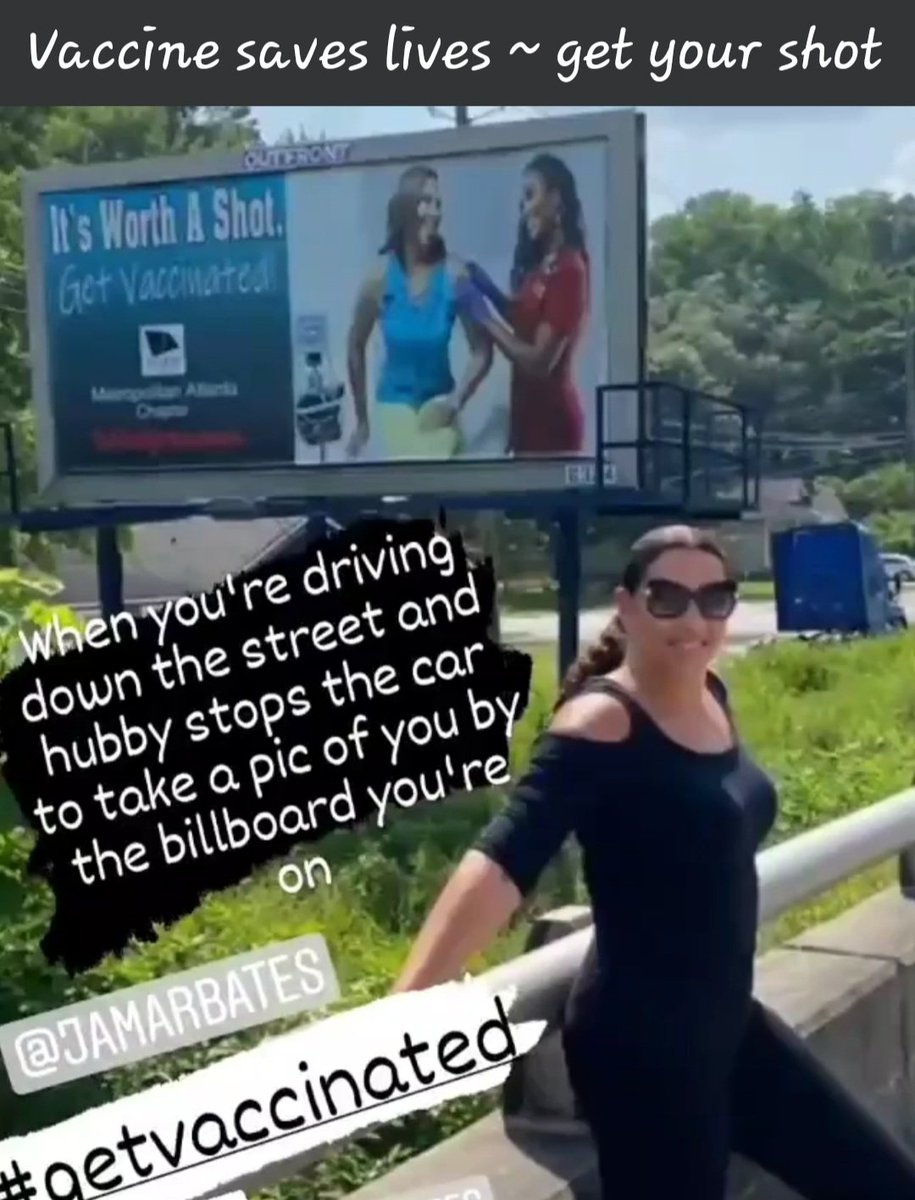 Vaccine saves lives ~ get your shot
OUTFRONT
It's Worth A Shot.
Get Vaccinated!
Metropolitan Atlanta
Chapter
When you're driving
down the street and
hubby stops the car
to take a pic of you by
the billboard you're
on
@JAMARBATES
#getvaccinated